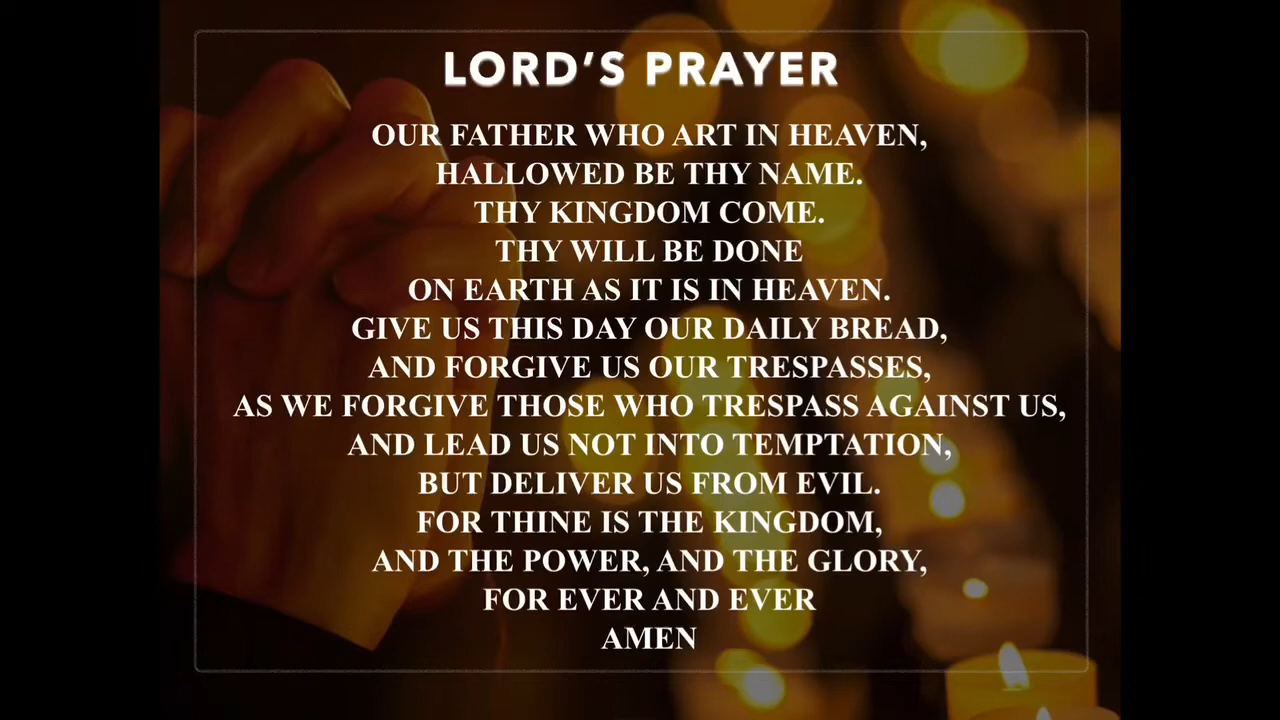 LORD’S PRAYER
OUR FATHER WHO ART IN HEAVEN,
HALLOWED BE THY NAME.
THY KINGDOM COME.
THY WILL BE DONE
ON EARTH AS IT IS IN HEAVEN.
GIVE US THIS DAY OUR DAILY BREAD,
AND FORGIVE US OUR TRESPASSES,
AS WE FORGIVE THOSE WHO TRESPASS AGAINST US,
AND LEAD US NOT INTO TEMPTATION,
BUT DELIVER US FROM EVIL.
FOR THINE IS THE KINGDOM,
AND THE POWER, AND THE GLORY,
FOR EVER AND EVER
AMEN